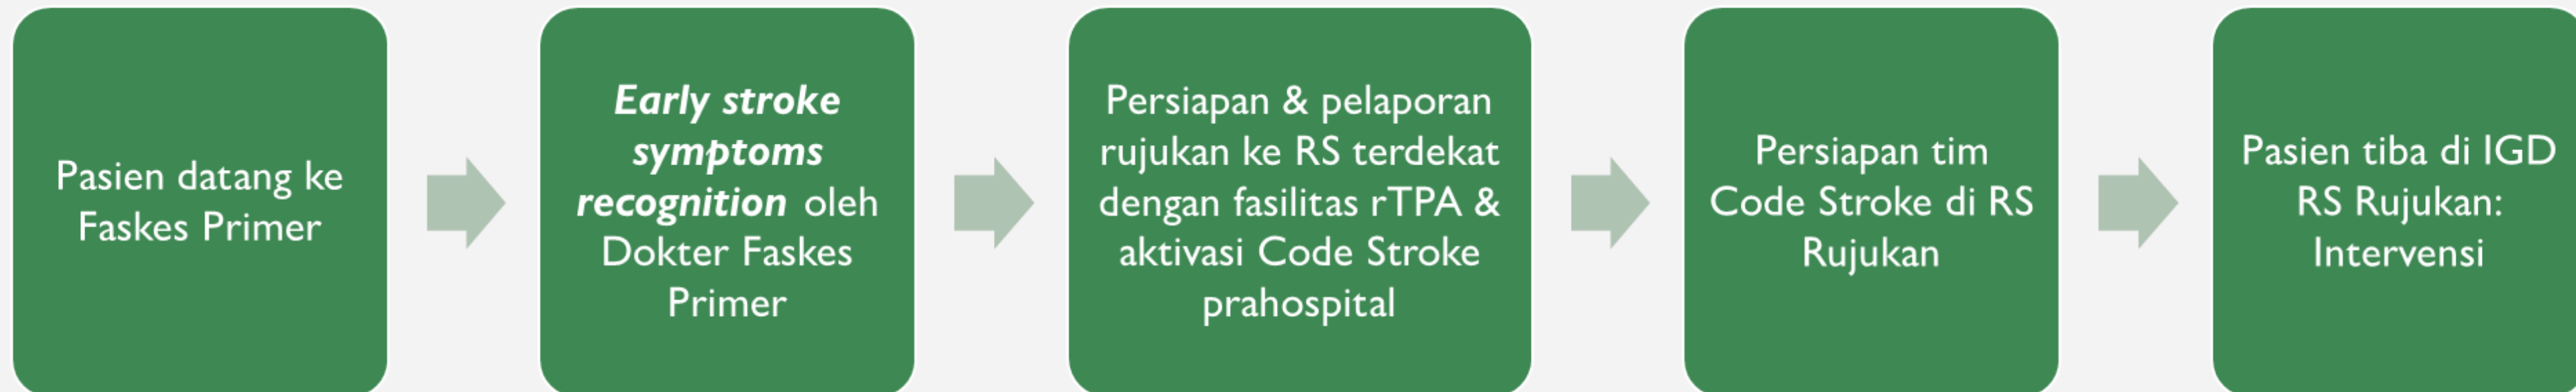 Pasien datang ke
Faskes Primer
Early stroke
symptoms
recognition oleh
Dokter Faskes
Primer
Persiapan & pelaporan
rujukan ke RS terdekat
dengan fasilitas rTPA &
aktivasi Code Stroke
prahospital
Persiapan tim
Code Stroke di RS
Rujukan
Pasien tiba di IGD
RS Rujukan:
Intervensi